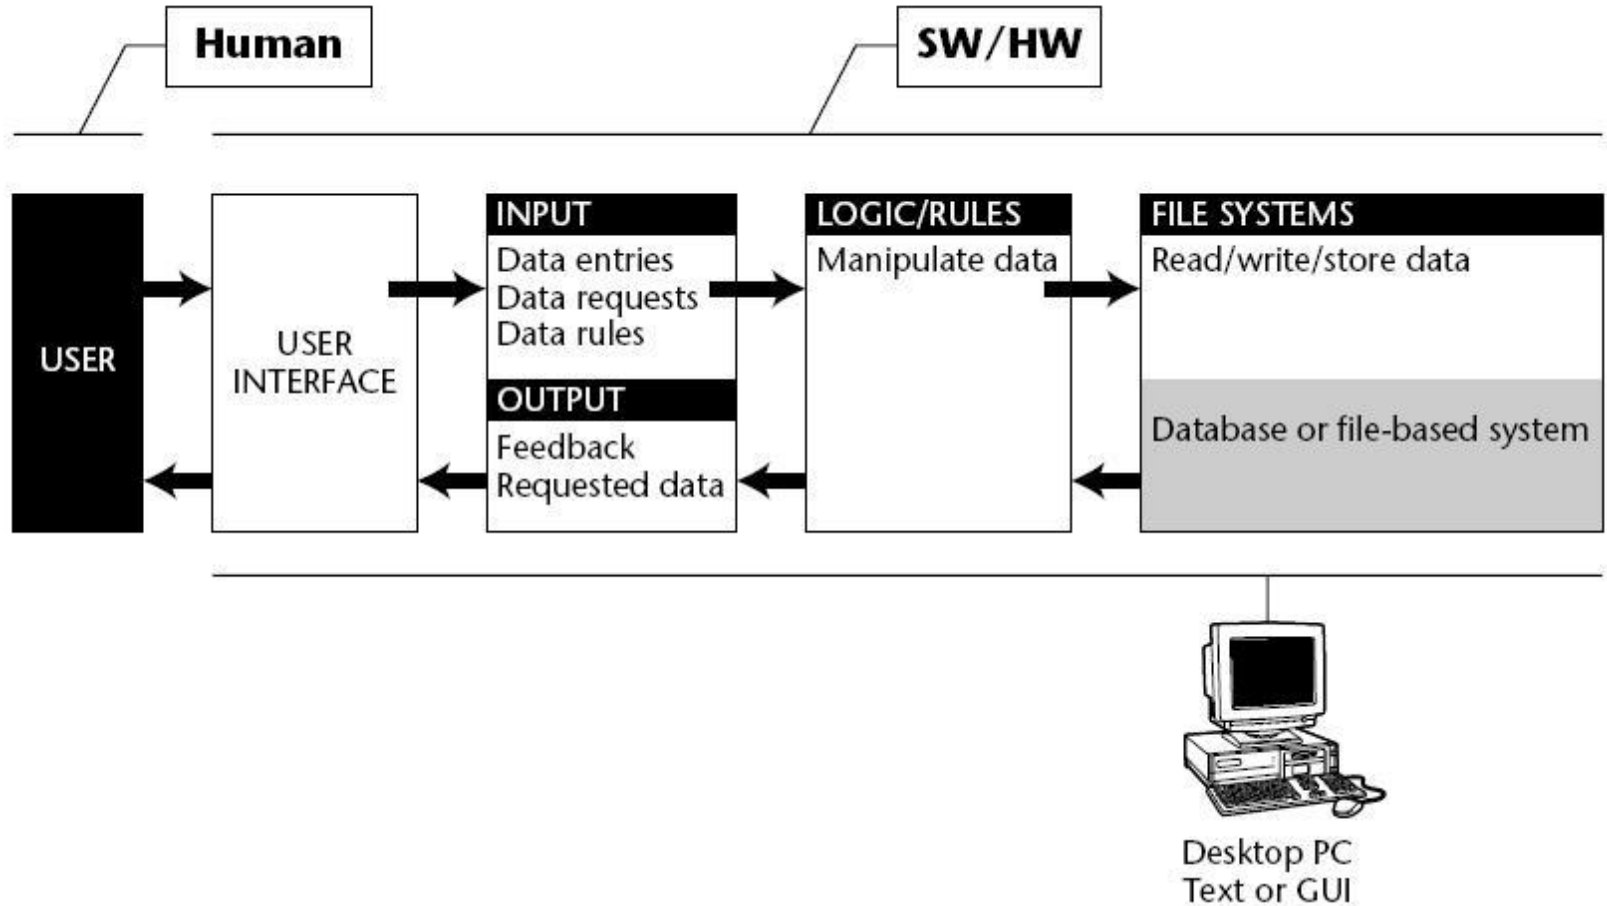 Human
SW/HW
USER
USER
INTERFACE
INPUT
Data entries
Data requests
Data rules
OUTPUT
Feedback
Requested data
LOGIC/RULES
Manipulate data
FILE SYSTEMS
Read/write/store data
Database or file-based system
Desktop PC
Text or GUI